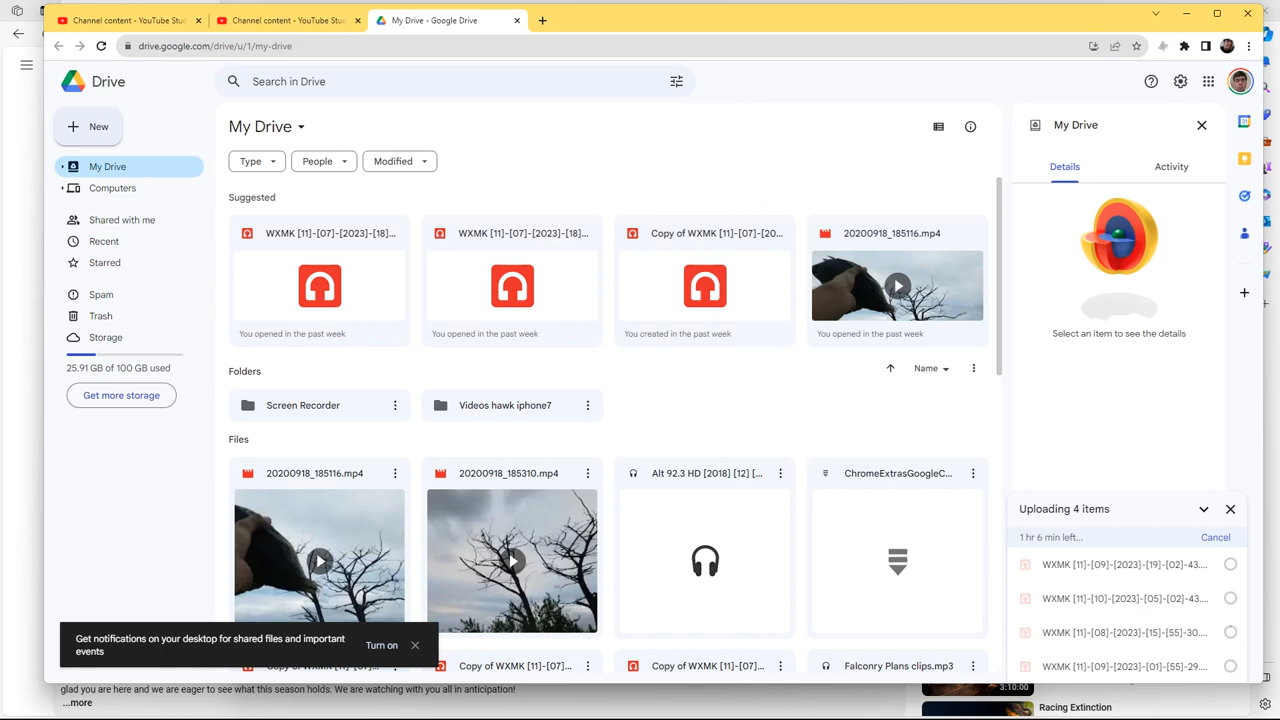 Channel content - YouTube Stu
Channel content - YouTube Stu
My Drive - Google Drive
drive.google.com/drive/u/1/my-drive
Drive
Search in Drive
New
My Drive
Computers
Shared with me
Recent
Starred
Spam
Trash
Storage
25.91 GB of 100 GB used
Get more storage
My Drive
Type
People
Modified
Suggested
WXMK [11]-[07]-[2023]-[18]...
WXMK [11]-[07]-[2023]-[18]...
Copy of WXMK [11]-[07]-[20...
20200918_185116.mp4
You opened in the past week
You opened in the past week
You created in the past week
You opened in the past week
Folders
Name
Screen Recorder
Videos hawk iphone7
Files
20200918_185116.mp4
20200918_185310.mp4
Alt 92.3 HD [2018] [12] [...
ChromeExtrasGoogleC...
Copy of WXMK [11]-[07]...
Copy of WXMK [11]-[07]...
Copy of WXMK [11]-[07]...
Falconry Plans clips.mp3
My Drive
Details
Activity
Select an item to see the details
Uploading 4 items
1 hr 6 min left...
Cancel
WXMK [11]-[09]-[2023]-[19]-[02]-43....
WXMK [11]-[10]-[2023]-[05]-[02]-43....
WXMK [11]-[08]-[2023]-[15]-[55]-30....
WXMK [11]-[09]-[2023]-[01]-[55]-29....
Get notifications on your desktop for shared files and important
events
Turn on
glad you are here and we are eager to see what this season holds. We are watching with you all in anticipation!
...more
3:10:00
Racing Extinction